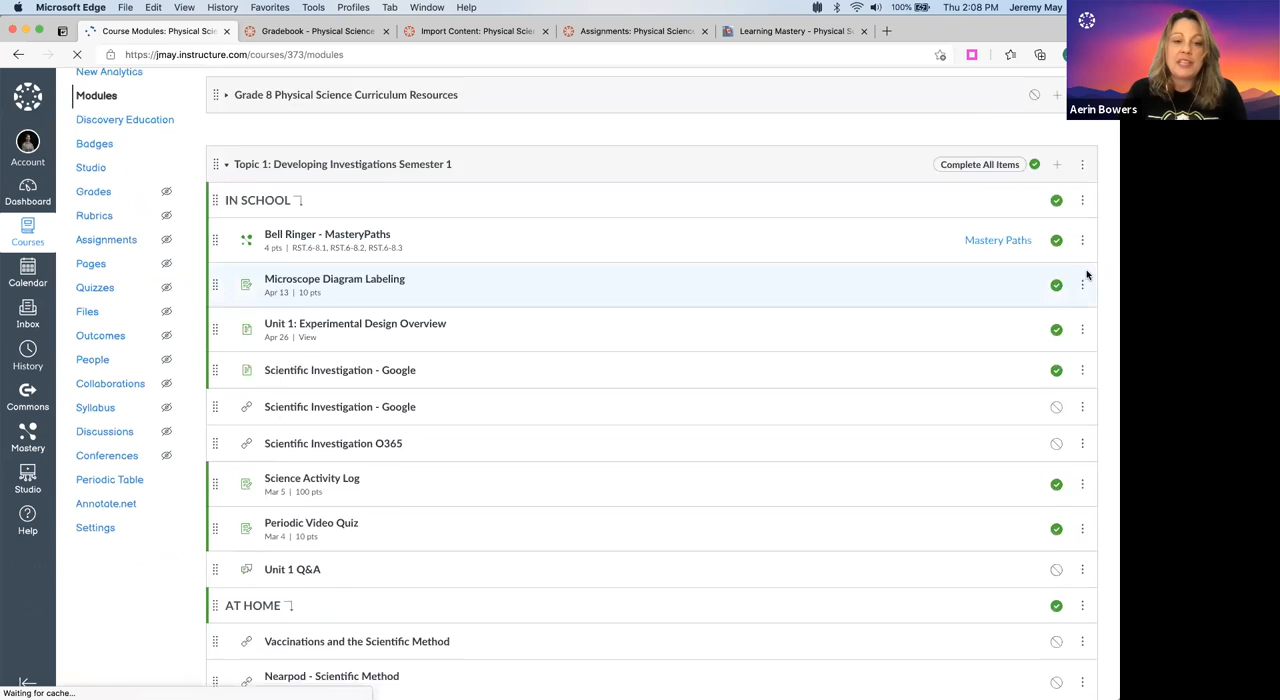 Microsoft Edge File Edit View History Favorites Tools Profiles Tab Window Help 100% Thu 2:08 PM Jeremy May
Course Modules: Physical Scie Gradebook - Physical Science Import Content: Physical Scien Assignments: Physical Science Learning Mastery - Physical S
https://jmay.instructure.com/courses/373/modules
Aerin Bowers
Account
Dashboard
Courses
Calendar
Inbox
History
Commons
Mastery
Studio
Help
New Analytics
Modules
Discovery Education
Badges
Studio
Grades
Rubrics
Assignments
Pages
Quizzes
Files
Outcomes
People
Collaborations
Syllabus
Discussions
Conferences
Periodic Table
Annotate.net
Settings
Grade 8 Physical Science Curriculum Resources
Topic 1: Developing Investigations Semester 1 Complete All Items
IN SCHOOL
Bell Ringer - MasteryPaths
4 pts | RST.6-8.1, RST.6-8.2, RST.6-8.3
Mastery Paths
Microscope Diagram Labeling
Apr 13 | 10 pts
Unit 1: Experimental Design Overview
Apr 26 | View
Scientific Investigation - Google
Scientific Investigation - Google
Scientific Investigation O365
Science Activity Log
Mar 5 | 100 pts
Periodic Video Quiz
Mar 4 | 10 pts
Unit 1 Q&A
AT HOME
Vaccinations and the Scientific Method
Nearpod - Scientific Method
Waiting for cache...